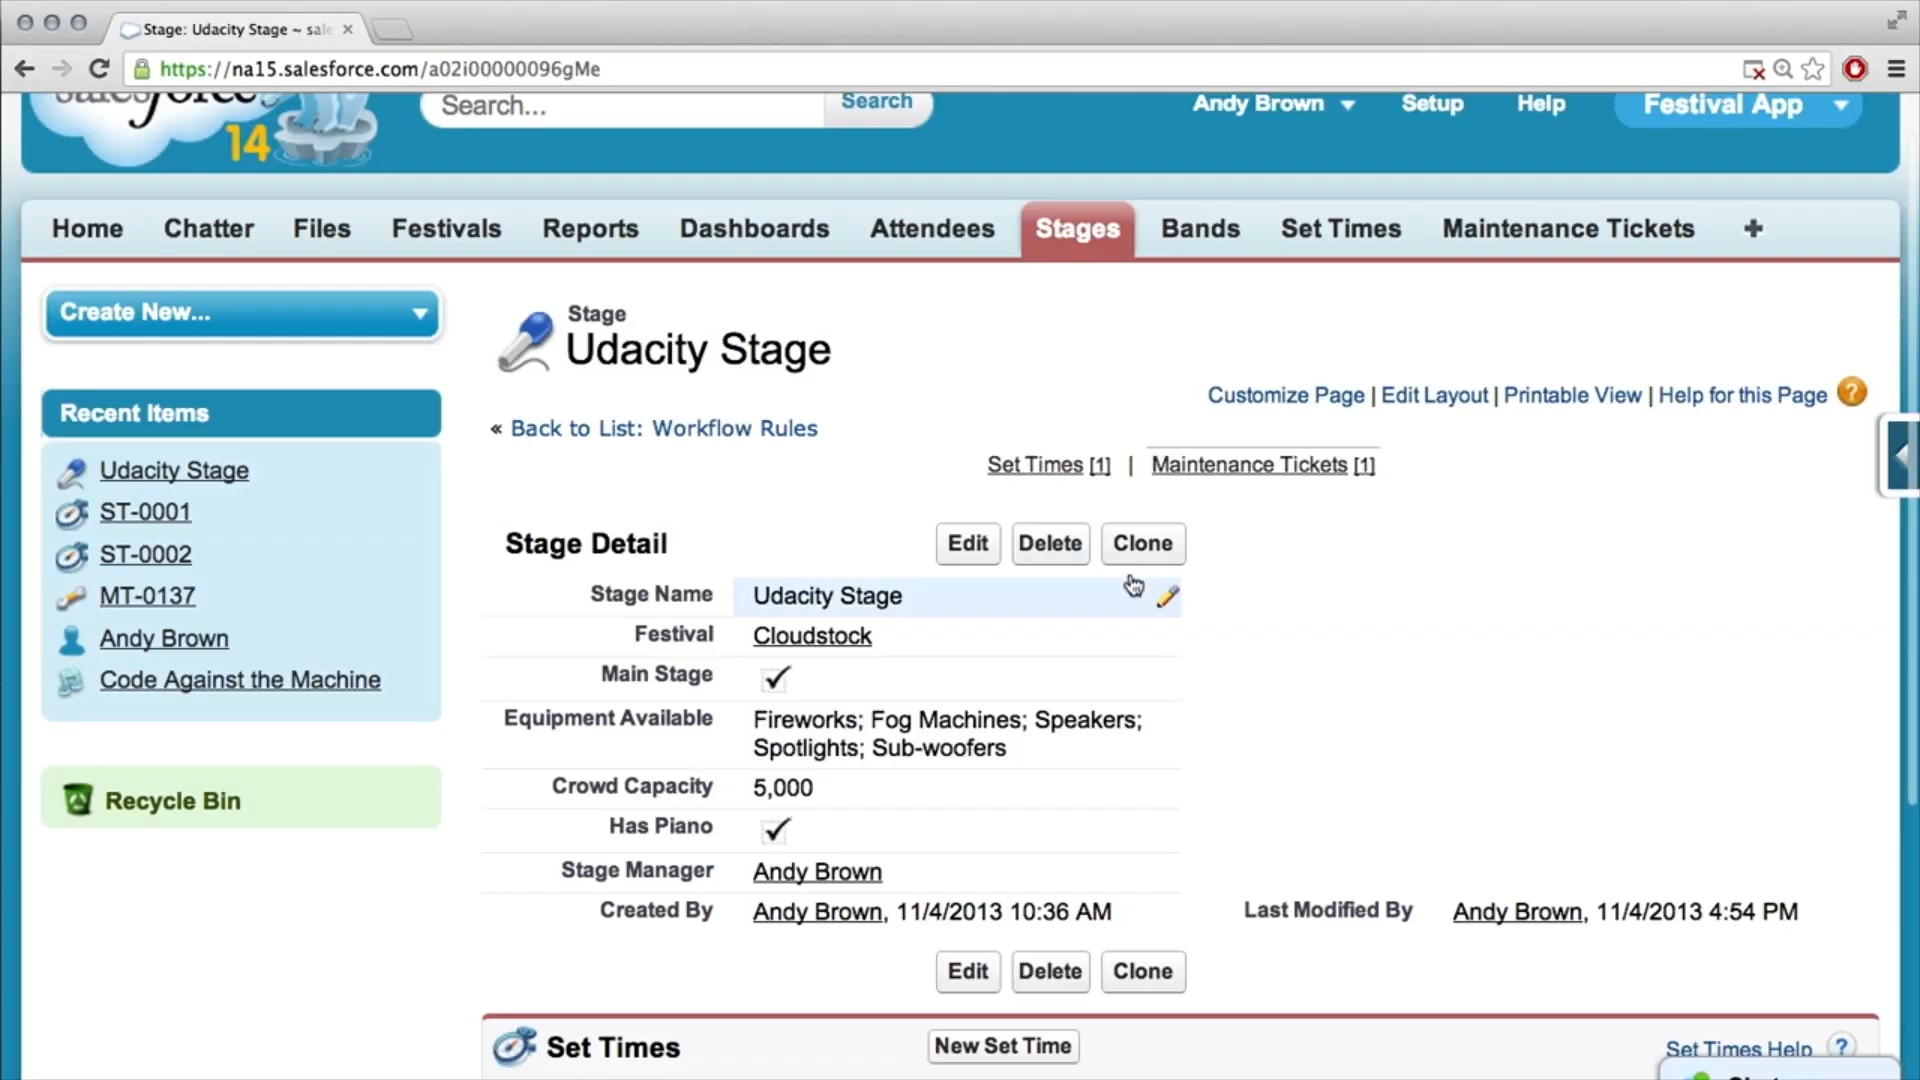 Stage: Udacity Stage ~ sale
https://na15.salesforce.com/a02i00000096gMe
salesforce
14
Search...
Search
Andy Brown
Setup
Help
Festival App
Home
Chatter
Files
Festivals
Reports
Dashboards
Attendees
Stages
Bands
Set Times
Maintenance Tickets
+
Create New...
Recent Items
Udacity Stage
ST-0001
ST-0002
MT-0137
Andy Brown
Code Against the Machine
Recycle Bin
Stage
Udacity Stage
Customize Page | Edit Layout | Printable View | Help for this Page ?
« Back to List: Workflow Rules
Set Times [1] | Maintenance Tickets [1]
Stage Detail
Edit
Delete
Clone
Stage Name Udacity Stage
Festival Cloudstock
Main Stage
Equipment Available Fireworks; Fog Machines; Speakers;
Spotlights; Sub-woofers
Crowd Capacity 5,000
Has Piano
Stage Manager Andy Brown
Created By Andy Brown, 11/4/2013 10:36 AM
Last Modified By Andy Brown, 11/4/2013 4:54 PM
Edit
Delete
Clone
Set Times
New Set Time
Set Times Help ?